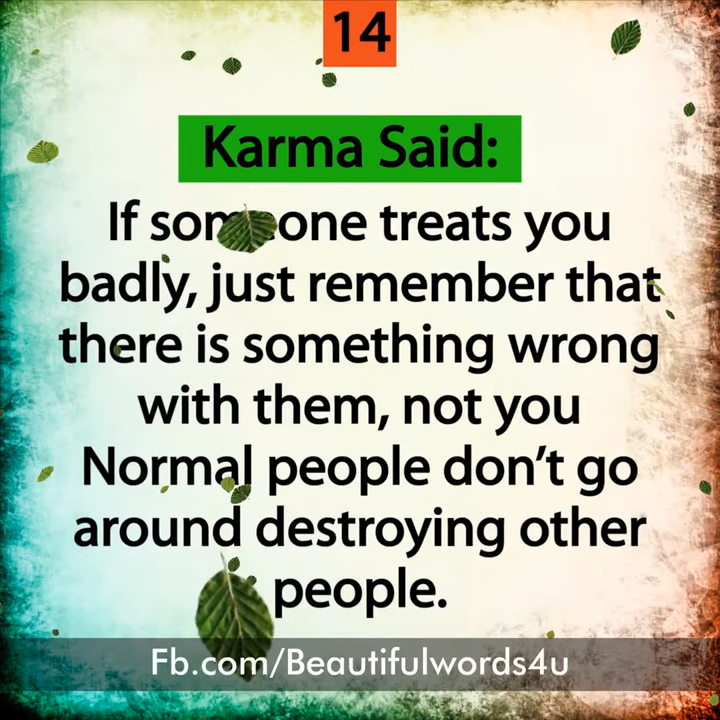 14
Karma Said:
If someone treats you
badly, just remember that
there is something wrong
with them, not you
Normal people don’t go
around destroying other
people.
Fb.com/Beautifulwords4u